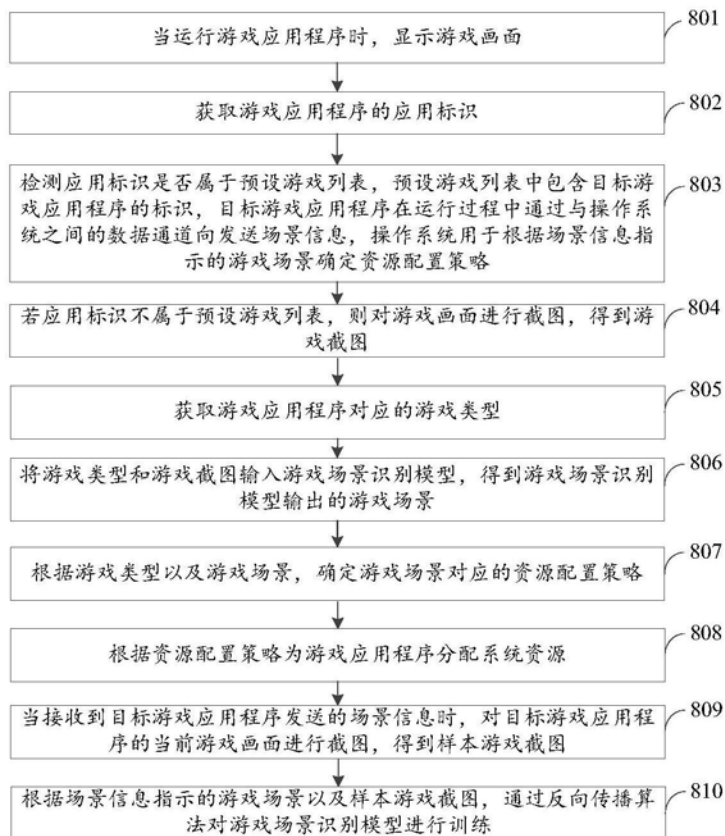 当运行游戏应用程序时，显示游戏画面
801
获取游戏应用程序的应用标识
802
检测应用标识是否属于预设游戏列表，预设游戏列表中包含目标游
戏应用程序的标识，目标游戏应用程序在运行过程中通过与操作系
统之间的数据通道向发送场景信息，操作系统用于根据场景信息指
示的游戏场景确定资源配置策略
803
若应用标识不属于预设游戏列表，则对游戏画面进行截图，得到游
戏截图
804
获取游戏应用程序对应的游戏类型
805
将游戏类型和游戏截图输入游戏场景识别模型，得到游戏场景识别
模型输出的游戏场景
806
根据游戏类型以及游戏场景，确定游戏场景对应的资源配置策略
807
根据资源配置策略为游戏应用程序分配系统资源
808
当接收到目标游戏应用程序发送的场景信息时，对目标游戏应用程
序的当前游戏画面进行截图，得到样本游戏截图
809
根据场景信息指示的游戏场景以及样本游戏截图，通过反向传播算
法对游戏场景识别模型进行训练
810